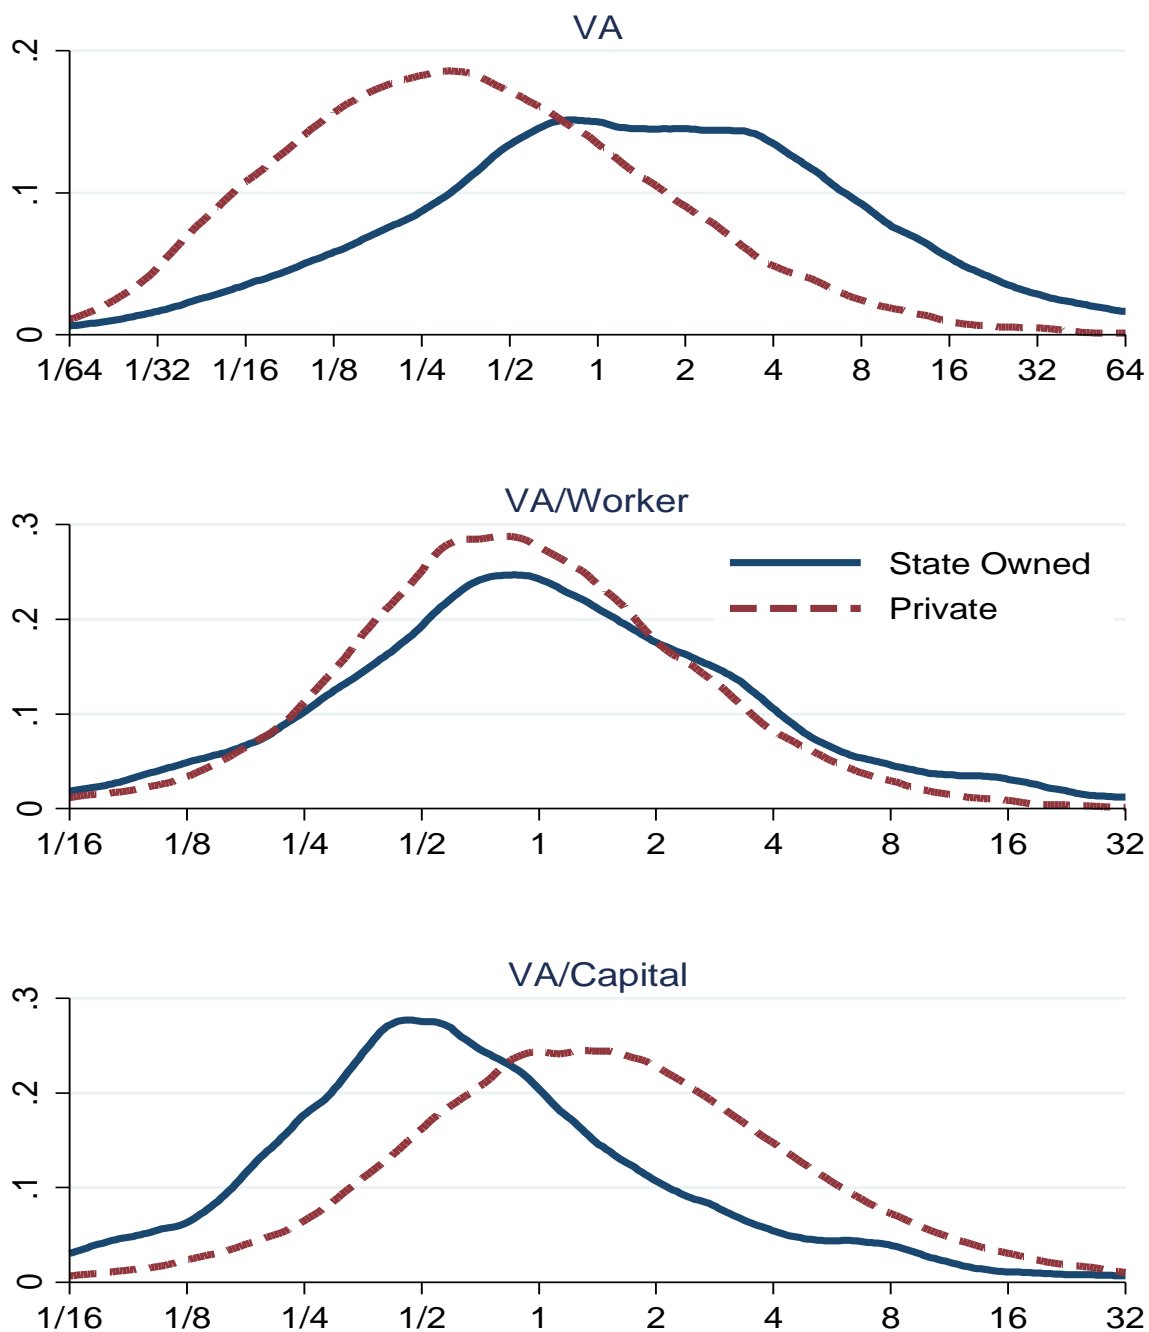 VA
.2
.1
0
1/64 1/32 1/16 1/8 1/4 1/2 1 2 4 8 16 32 64
VA/Worker
.3
.2
.1
0
State Owned
Private
1/16 1/8 1/4 1/2 1 2 4 8 16 32
VA/Capital
.3
.2
.1
0
1/16 1/8 1/4 1/2 1 2 4 8 16 32